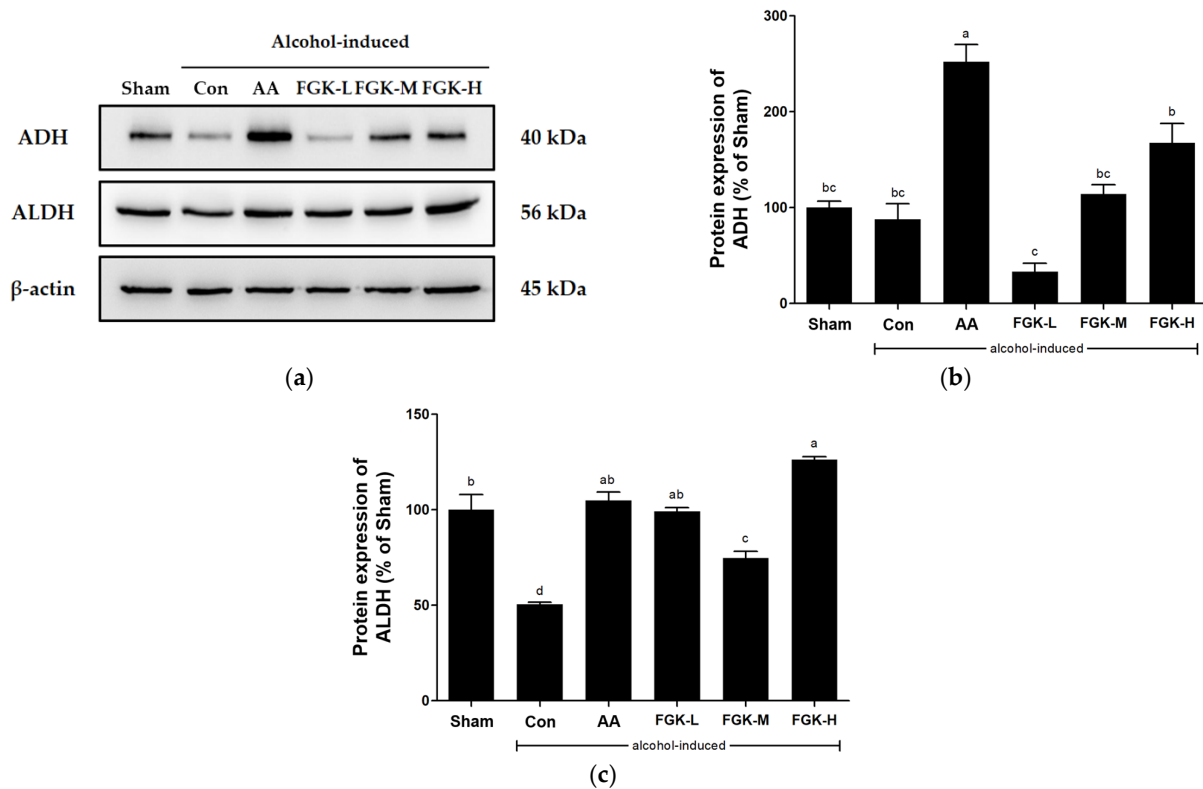 Alcohol-induced
Sham Con AA FGK-L FGK-M FGK-H
ADH 40 kDa
ALDH 56 kDa
β-actin 45 kDa
(a)
Protein expression of
ADH (% of Sham)
300
200
100
0
bc bc a c bc b
Sham Con AA FGK-L FGK-M FGK-H
alcohol-induced
(b)
Protein expression of
ALDH (% of Sham)
150
100
50
0
b d ab ab c a
Sham Con AA FGK-L FGK-M FGK-H
alcohol-induced
(c)